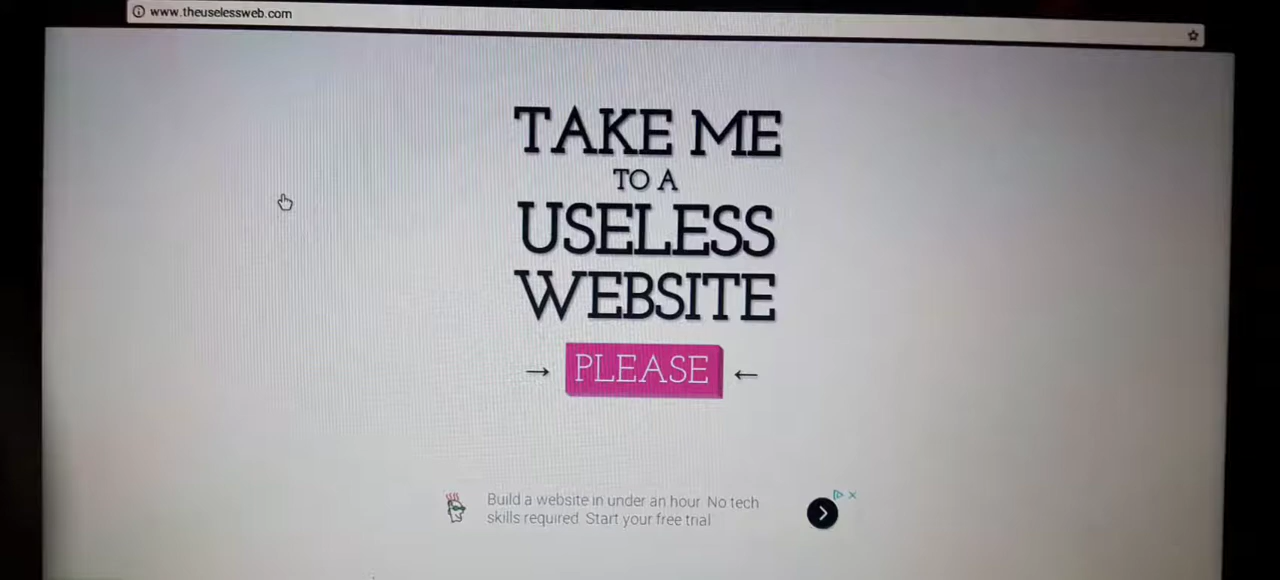 www.theuselessweb.com
TAKE ME
TO A
USELESS
WEBSITE
→ PLEASE ←
Build a website in under an hour. No tech
skills required. Start your free trial